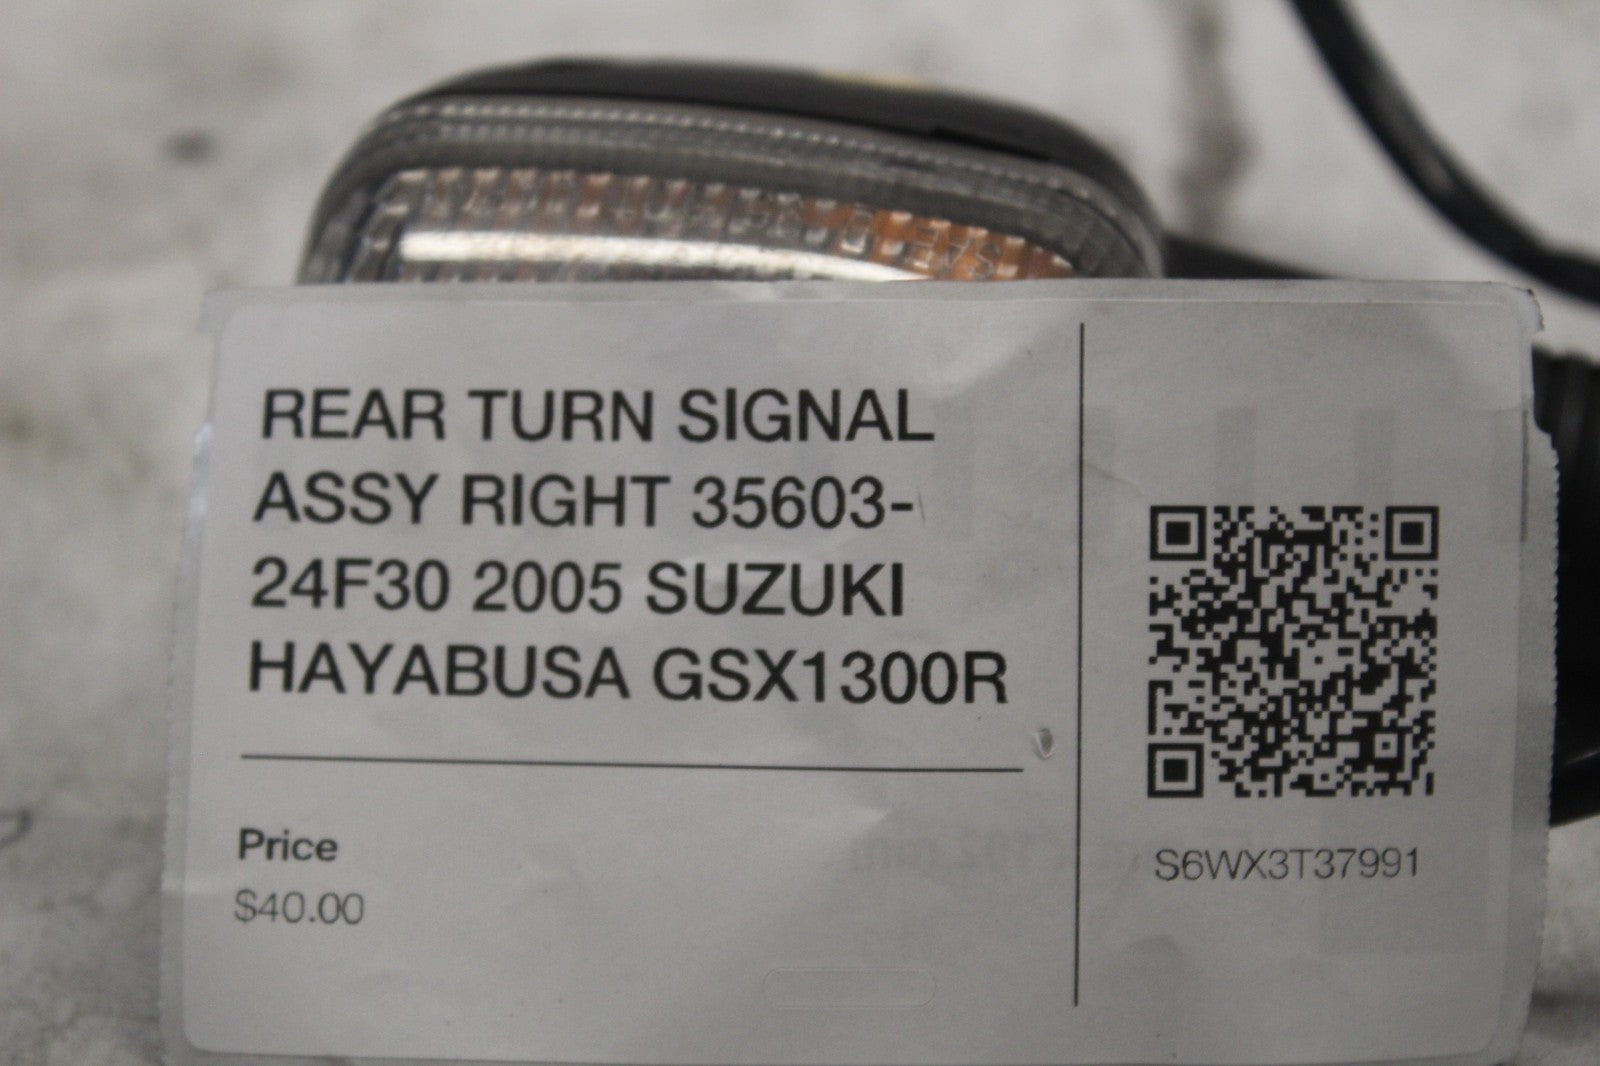 REAR TURN SIGNAL
ASSY RIGHT 35603-
24F30 2005 SUZUKI
HAYABUSA GSX1300R
Price
$40.00
S6WX3T37991